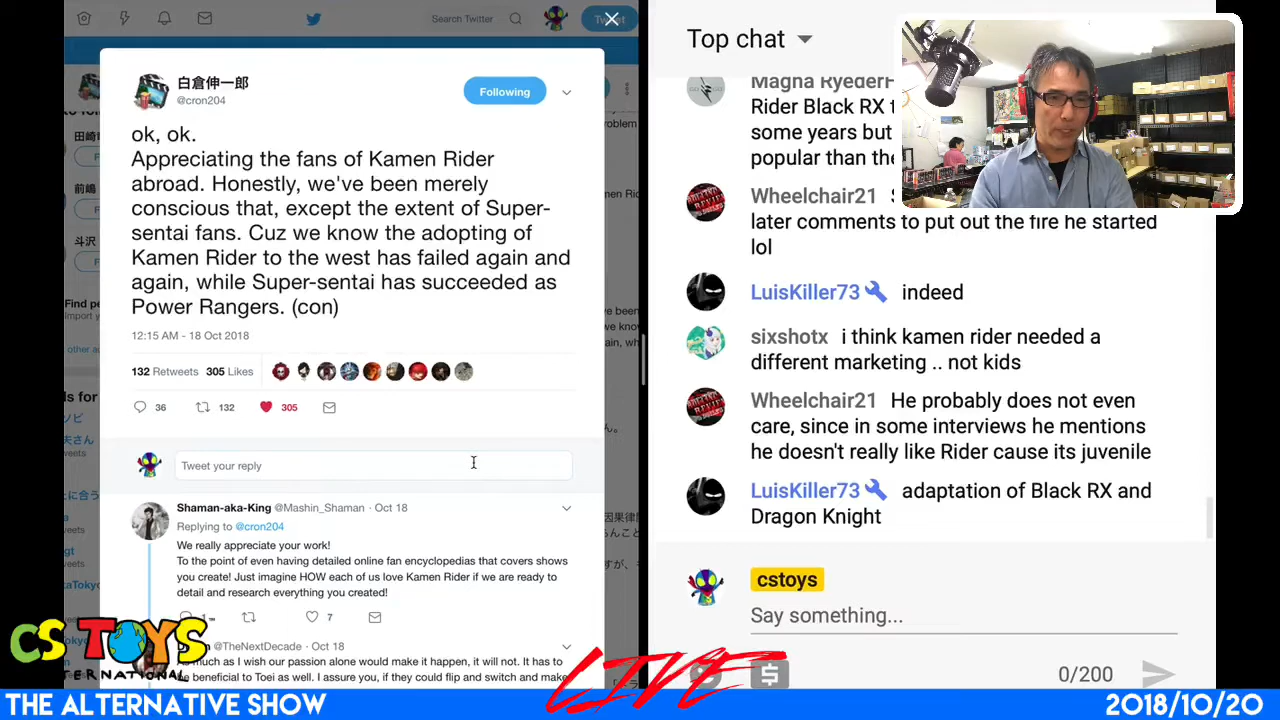 Search Twitter
白倉伸一郎
@cron204
Following
ok, ok.
Appreciating the fans of Kamen Rider
abroad. Honestly, we've been merely
conscious that, except the extent of Super-
sentai fans. Cuz we know the adopting of
Kamen Rider to the west has failed again and
again, while Super-sentai has succeeded as
Power Rangers. (con)
12:15 AM - 18 Oct 2018
132 Retweets 305 Likes
36 132 305
Tweet your reply
Shaman-aka-King @Mashin_Shaman · Oct 18
Replying to @cron204
We really appreciate your work!
To the point of even having detailed online fan encyclopedias that covers shows
you create! Just imagine HOW each of us love Kamen Rider if we are ready to
detail and research everything you created!
7
@TheNextDecade · Oct 18
much as I wish our passion alone would make it happen, it will not. It has to
beneficial to Toei as well. I assure you, if they could flip and switch and make
Top chat
Magna RyederH
Rider Black RX
some years but
popular than the
Wheelchair21
later comments to put out the fire he started
lol
LuisKiller73 indeed
sixshotx i think kamen rider needed a
different marketing .. not kids
Wheelchair21 He probably does not even
care, since in some interviews he mentions
he doesn't really like Rider cause its juvenile
LuisKiller73 adaptation of Black RX and
Dragon Knight
cstoys
Say something...
0/200
CS TOYS
INTERNATIONAL
LIVE
THE ALTERNATIVE SHOW
2018/10/20